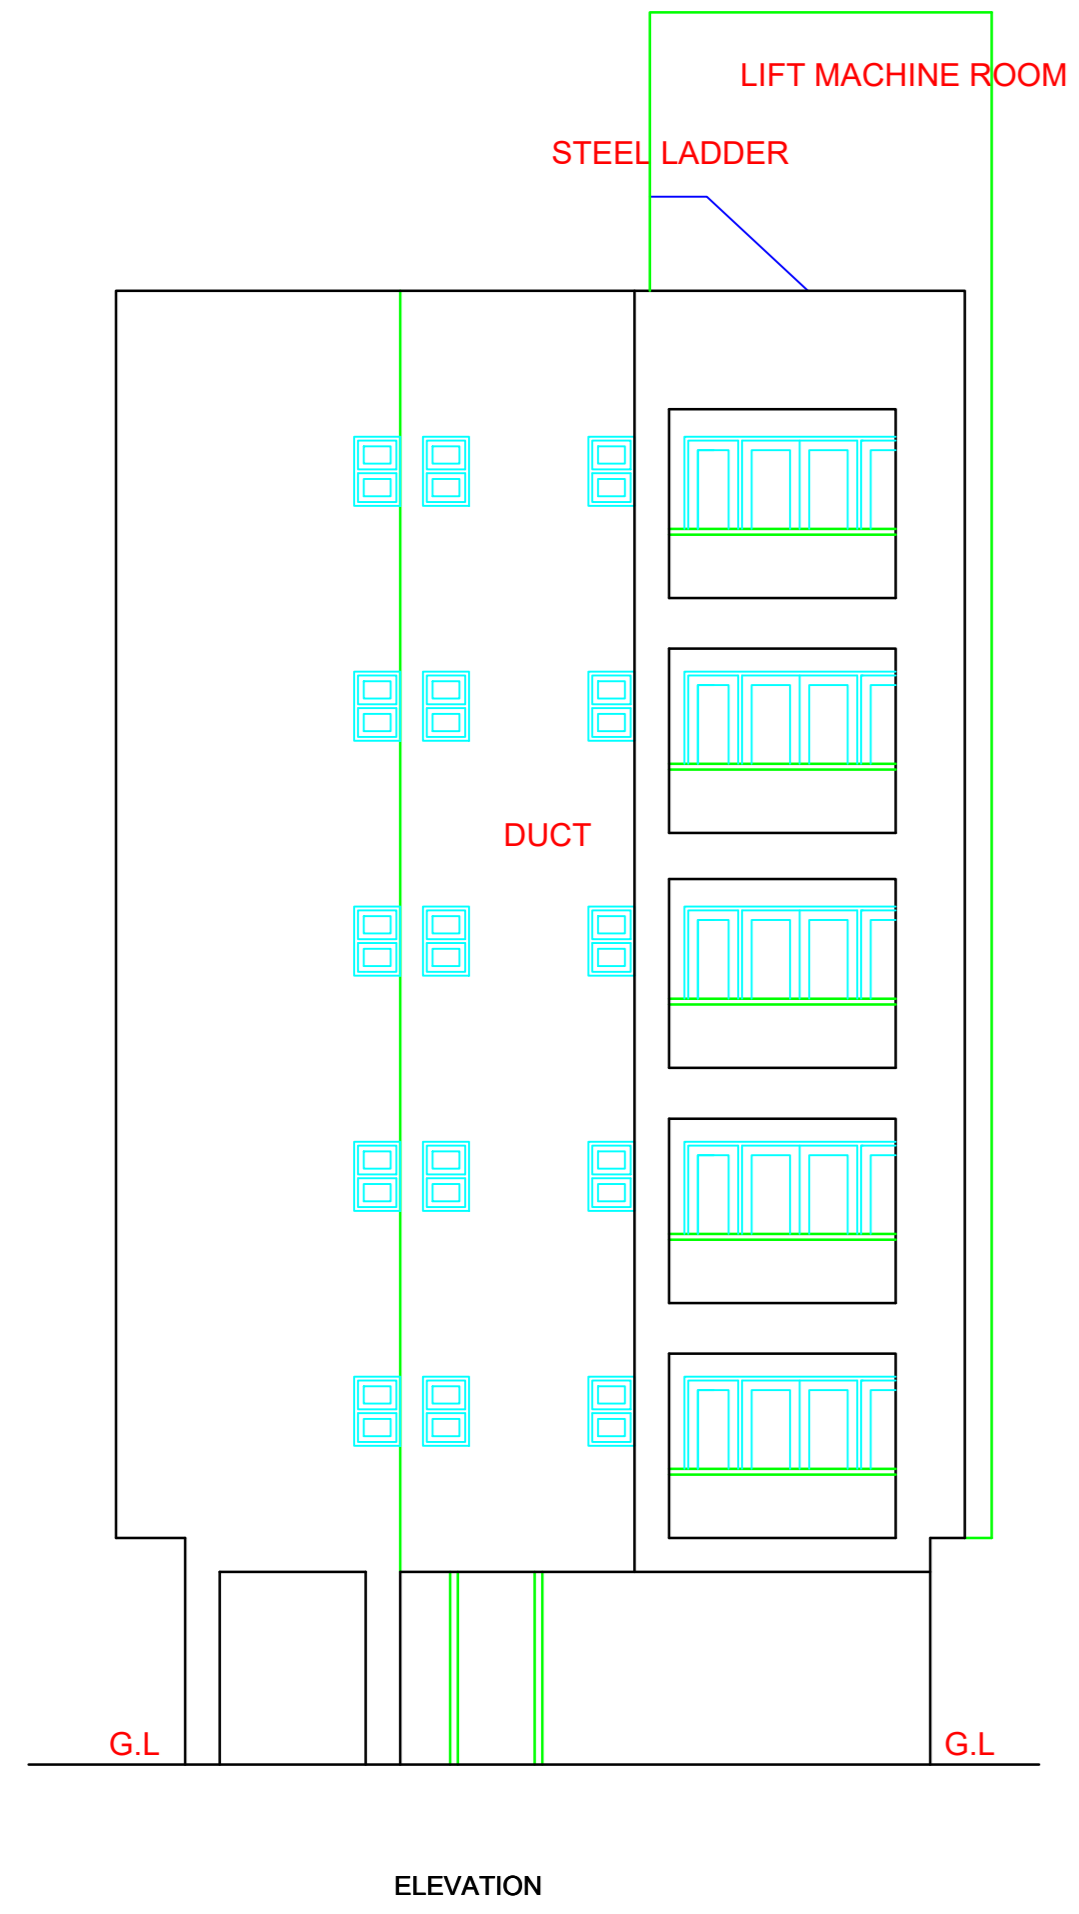 LIFT MACHINE ROOM
STEEL LADDER
DUCT
G.L
G.L
ELEVATION